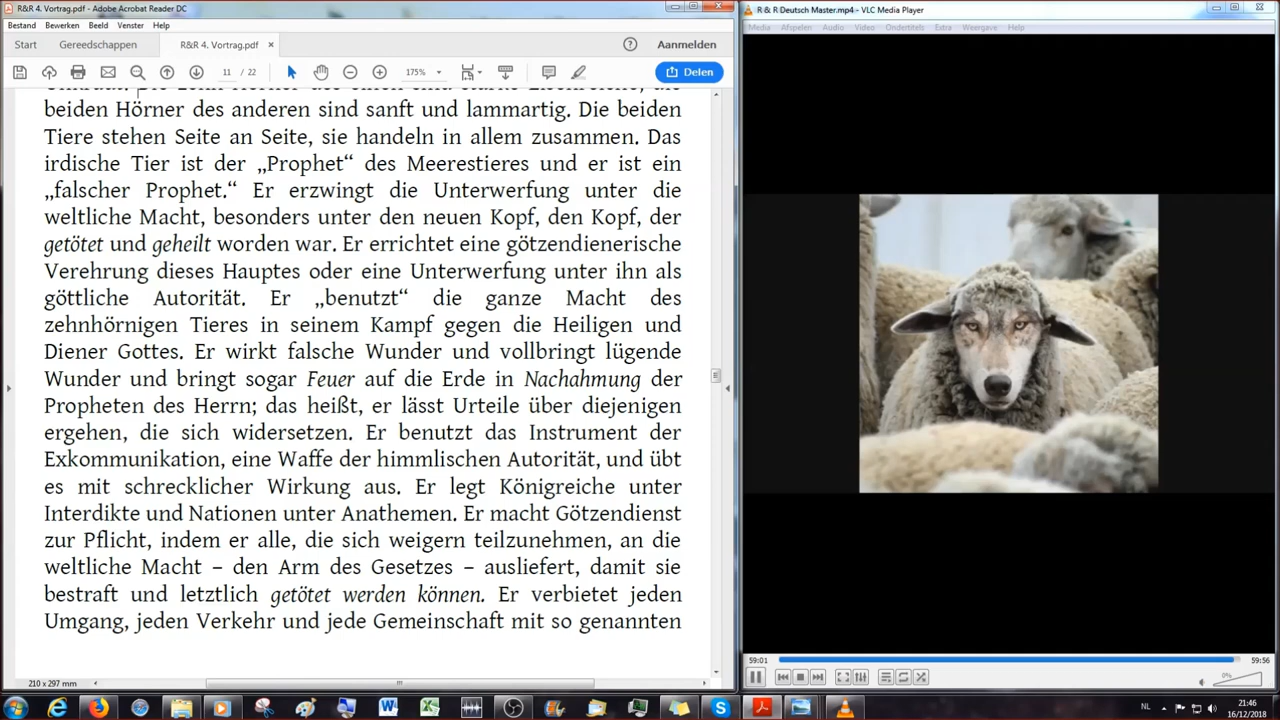 R&R 4. Vortrag.pdf - Adobe Acrobat Reader DC
Bestand Bewerken Beeld Venster Help
Start Gereedschappen R&R 4. Vortrag.pdf × Aanmelden
11 / 22 175% Delen
beiden Hörner des anderen sind sanft und lammartig. Die beiden
Tiere stehen Seite an Seite, sie handeln in allem zusammen. Das
irdische Tier ist der „Prophet“ des Meerestieres und er ist ein
„falscher Prophet.“ Er erzwingt die Unterwerfung unter die
weltliche Macht, besonders unter den neuen Kopf, den Kopf, der
getötet und geheilt worden war. Er errichtet eine götzendienerische
Verehrung dieses Hauptes oder eine Unterwerfung unter ihn als
göttliche Autorität. Er „benutzt“ die ganze Macht des
zehnhörnigen Tieres in seinem Kampf gegen die Heiligen und
Diener Gottes. Er wirkt falsche Wunder und vollbringt lügende
Wunder und bringt sogar Feuer auf die Erde in Nachahmung der
Propheten des Herrn; das heißt, er lässt Urteile über diejenigen
ergehen, die sich widersetzen. Er benutzt das Instrument der
Exkommunikation, eine Waffe der himmlischen Autorität, und übt
es mit schrecklicher Wirkung aus. Er legt Königreiche unter
Interdikte und Nationen unter Anathemen. Er macht Götzendienst
zur Pflicht, indem er alle, die sich weigern teilzunehmen, an die
weltliche Macht – den Arm des Gesetzes – ausliefert, damit sie
bestraft und letztlich getötet werden können. Er verbietet jeden
Umgang, jeden Verkehr und jede Gemeinschaft mit so genannten
210 x 297 mm
R & R Deutsch Master.mp4 - VLC Media Player
Media Afspelen Audio Video Ondertitels Extra Weergave Help
59:01 59:56
0%
NL 21:46
16/12/2018